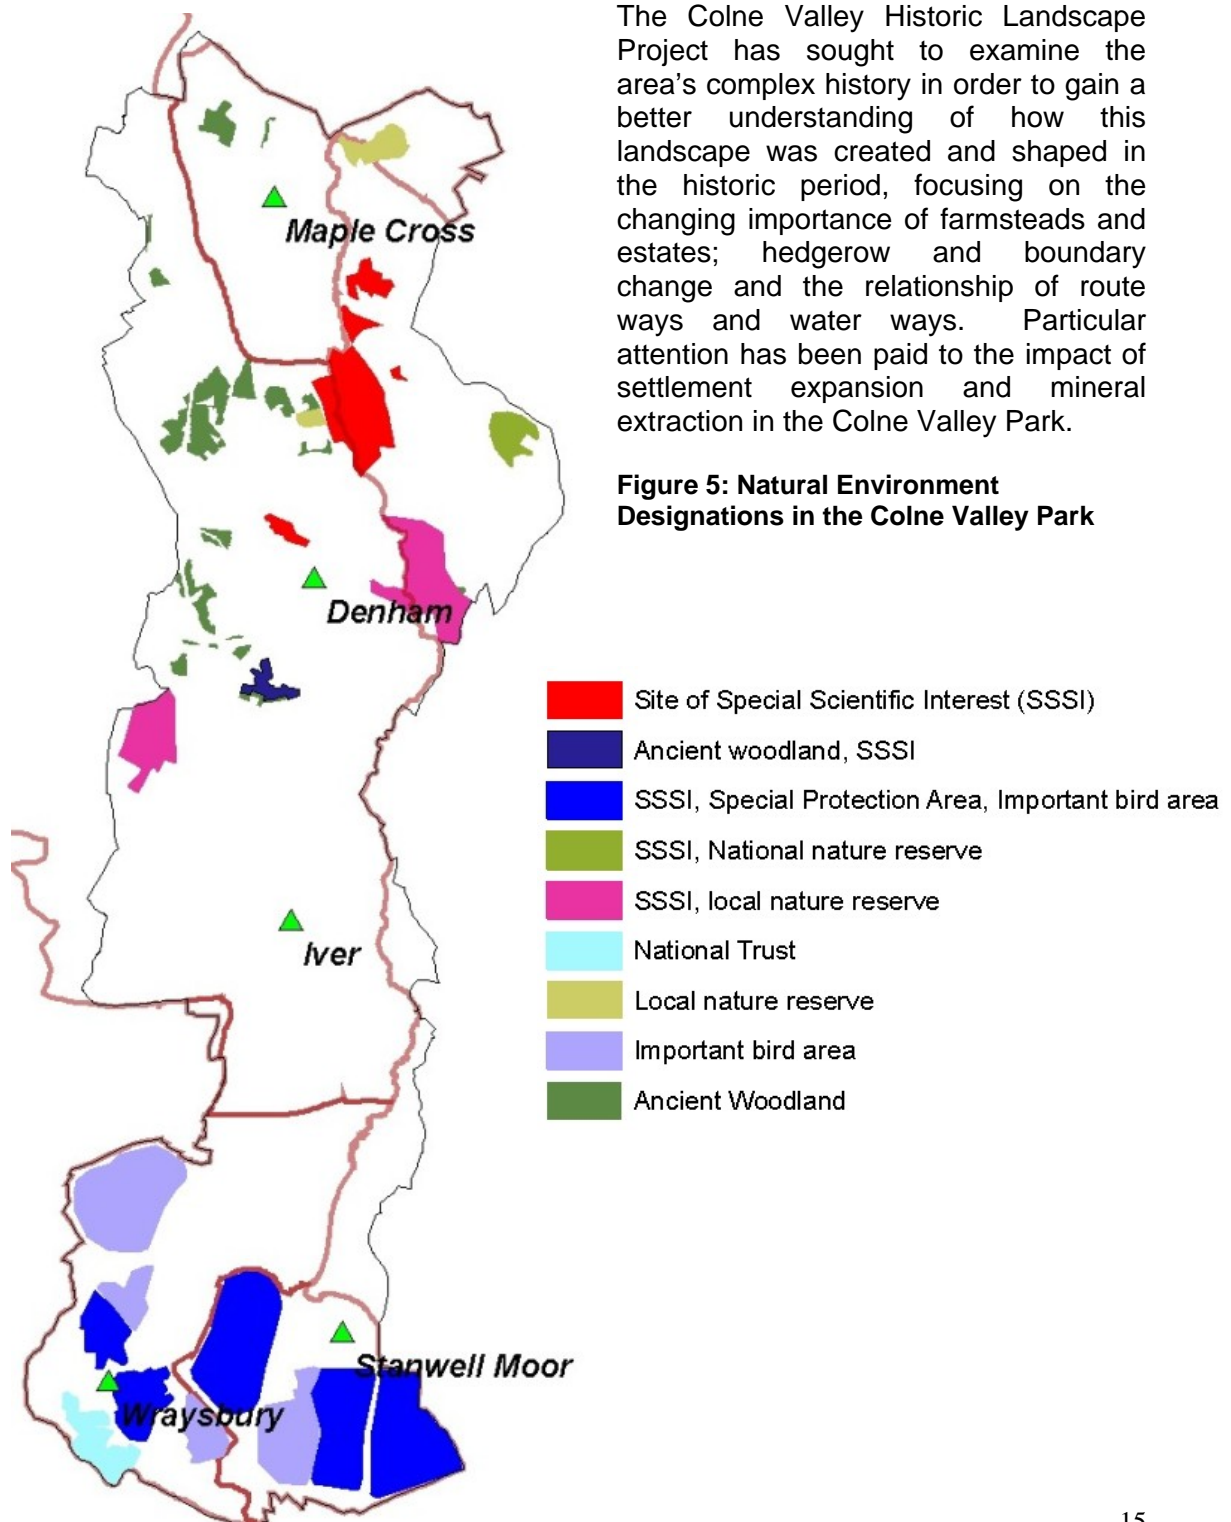 The Colne Valley Historic Landscape
Project has sought to examine the
area's complex history in order to gain a
better understanding of how this
landscape was created and shaped in
the historic period, focusing on the
changing importance of farmsteads and
estates; hedgerow and boundary
change and the relationship of route
ways and water ways. Particular
attention has been paid to the impact of
settlement expansion and mineral
extraction in the Colne Valley Park.
Figure 5: Natural Environment
Designations in the Colne Valley Park
Maple Cross
Denham
Iver
Stanwell Moor
Wraysbury
Site of Special Scientific Interest (SSSI)
Ancient woodland, SSSI
SSSI, Special Protection Area, Important bird area
SSSI, National nature reserve
SSSI, local nature reserve
National Trust
Local nature reserve
Important bird area
Ancient Woodland
15